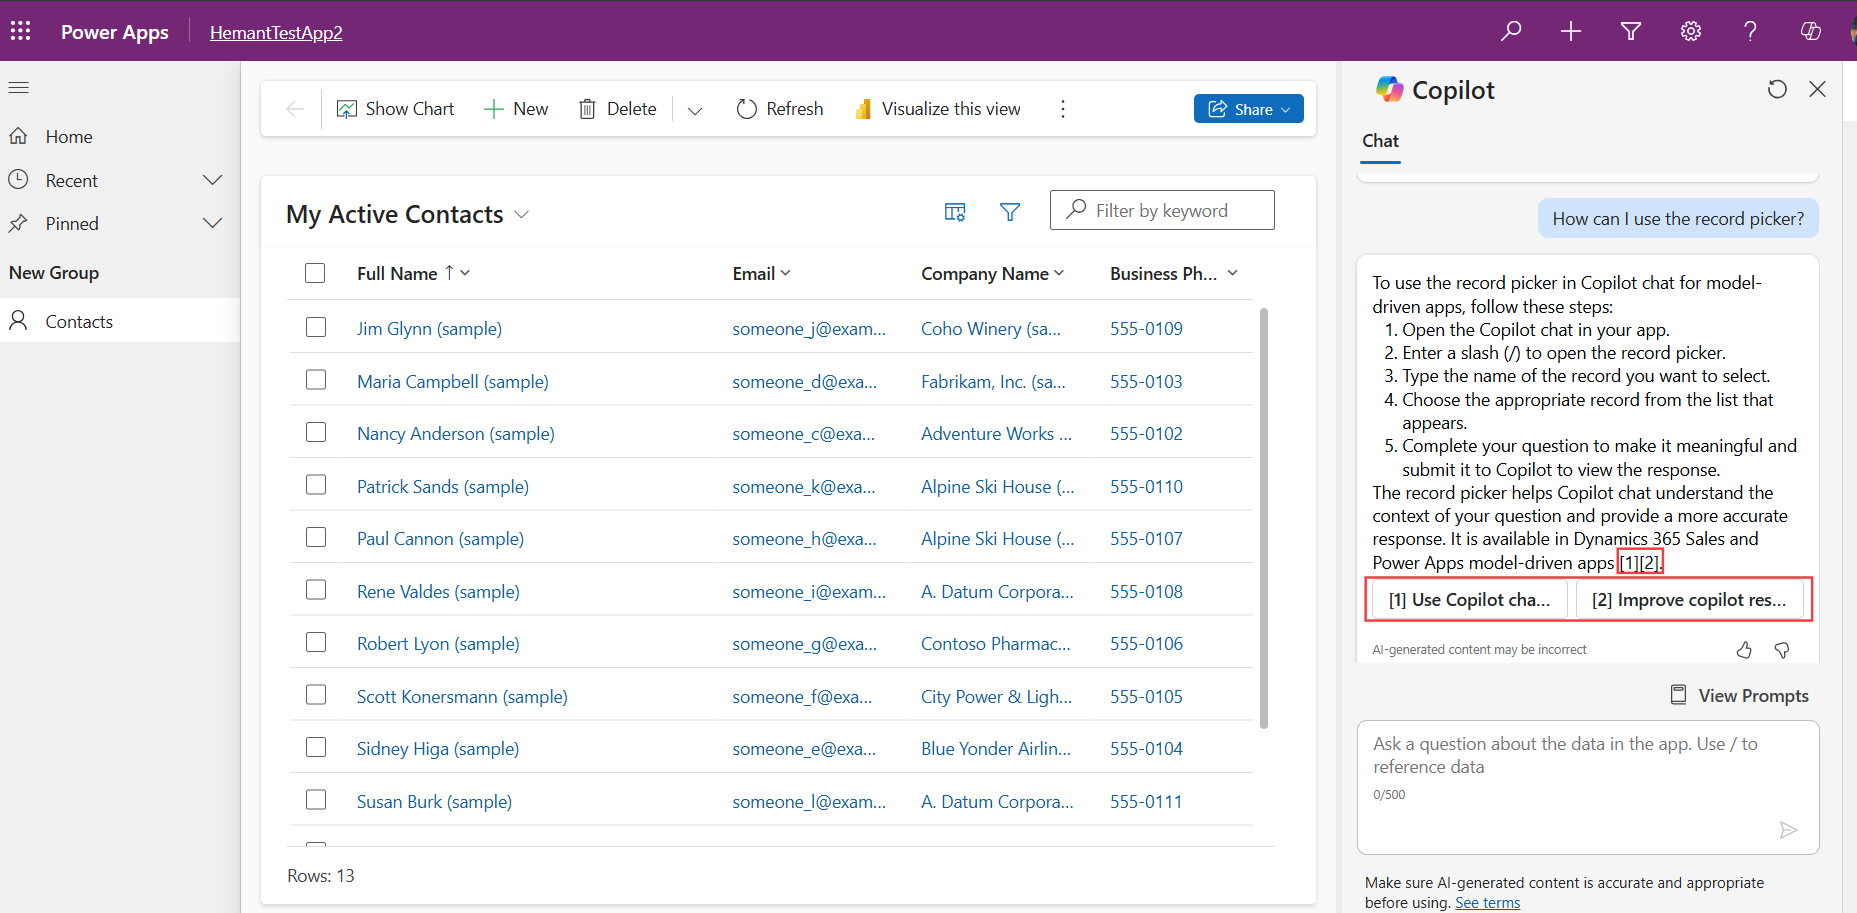 Power Apps
HemantTestApp2
Home
Recent
Pinned
New Group
Contacts
Show Chart
New
Delete
Refresh
Visualize this view
Share
My Active Contacts
Filter by keyword
Full Name Email Company Name Business Ph...
Jim Glynn (sample) someone_j@exam... Coho Winery (sa... 555-0109
Maria Campbell (sample) someone_d@exa... Fabrikam, Inc. (sa... 555-0103
Nancy Anderson (sample) someone_c@exa... Adventure Works ... 555-0102
Patrick Sands (sample) someone_k@exa... Alpine Ski House (... 555-0110
Paul Cannon (sample) someone_h@exa... Alpine Ski House (... 555-0107
Rene Valdes (sample) someone_i@exam... A. Datum Corpora... 555-0108
Robert Lyon (sample) someone_g@exa... Contoso Pharmac... 555-0106
Scott Konersmann (sample) someone_f@exa... City Power & Ligh... 555-0105
Sidney Higa (sample) someone_e@exa... Blue Yonder Airlin... 555-0104
Susan Burk (sample) someone_l@exam... A. Datum Corpora... 555-0111
Rows: 13
Copilot
Chat
How can I use the record picker?
To use the record picker in Copilot chat for model-
driven apps, follow these steps:
1. Open the Copilot chat in your app.
2. Enter a slash (/) to open the record picker.
3. Type the name of the record you want to select.
4. Choose the appropriate record from the list that
appears.
5. Complete your question to make it meaningful and
submit it to Copilot to view the response.
The record picker helps Copilot chat understand the
context of your question and provide a more accurate
response. It is available in Dynamics 365 Sales and
Power Apps model-driven apps [1][2].
[1] Use Copilot cha... [2] Improve copilot res...
AI-generated content may be incorrect
View Prompts
Ask a question about the data in the app. Use / to
reference data
0/500
Make sure AI-generated content is accurate and appropriate
before using. See terms